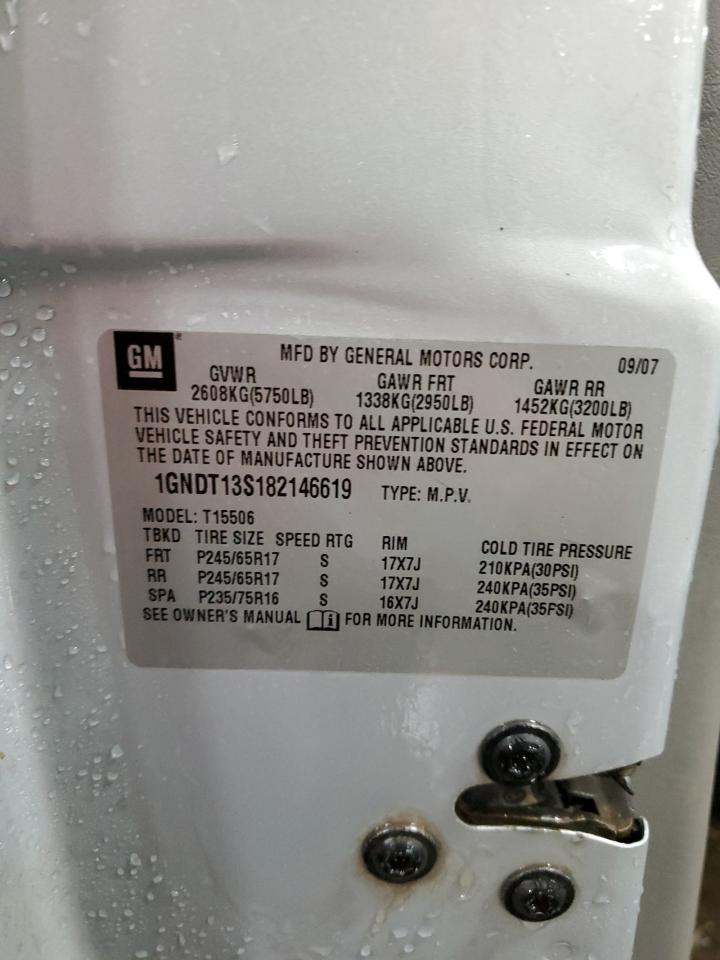 GM
MFD BY GENERAL MOTORS CORP. 09/07
GVWR GAWR FRT GAWR RR
2608KG(5750LB) 1338KG(2950LB) 1452KG(3200LB)
THIS VEHICLE CONFORMS TO ALL APPLICABLE U.S. FEDERAL MOTOR
VEHICLE SAFETY AND THEFT PREVENTION STANDARDS IN EFFECT ON
THE DATE OF MANUFACTURE SHOWN ABOVE.
1GNDT13S182146619 TYPE: M.P.V.
MODEL: T15506
TBKD TIRE SIZE SPEED RTG RIM COLD TIRE PRESSURE
FRT P245/65R17 S 17X7J 210KPA(30PSI)
RR P245/65R17 S 17X7J 240KPA(35PSI)
SPA P235/75R16 S 16X7J 240KPA(35PSI)
SEE OWNER'S MANUAL i FOR MORE INFORMATION.